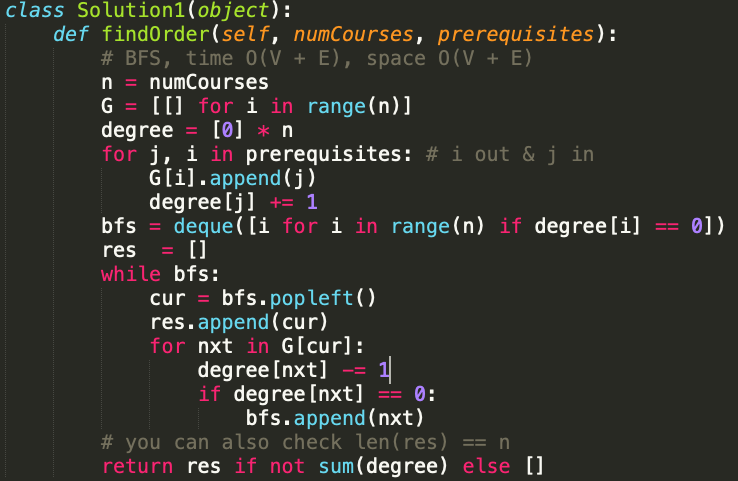 class Solution1(object):
    def findOrder(self, numCourses, prerequisites):
        # BFS, time O(V + E), space O(V + E)
        n = numCourses
        G = [[] for i in range(n)]
        degree = [0] * n
        for j, i in prerequisites: # i out & j in
            G[i].append(j)
            degree[j] += 1
        bfs = deque([i for i in range(n) if degree[i] == 0])
        res  = []
        while bfs:
            cur = bfs.popleft()
            res.append(cur)
            for nxt in G[cur]:
                degree[nxt] -= 1
                if degree[nxt] == 0:
                    bfs.append(nxt)
        # you can also check len(res) == n
        return res if not sum(degree) else []